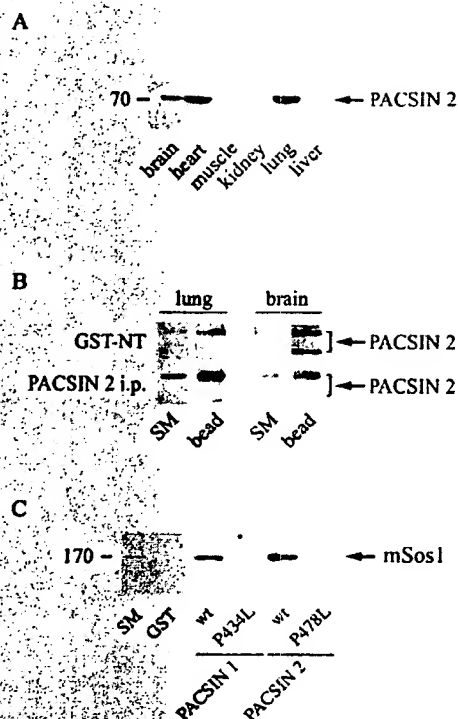 A
70 – ← PACSIN 2
brain heart muscle kidney lung liver
B
lung brain
GST-NT ] ← PACSIN 2
PACSIN 2 i.p. ] ← PACSIN 2
SM bead SM bead
C
170 – ← mSos1
SM GST wt P434L wt P478L
PACSIN 1 PACSIN 2